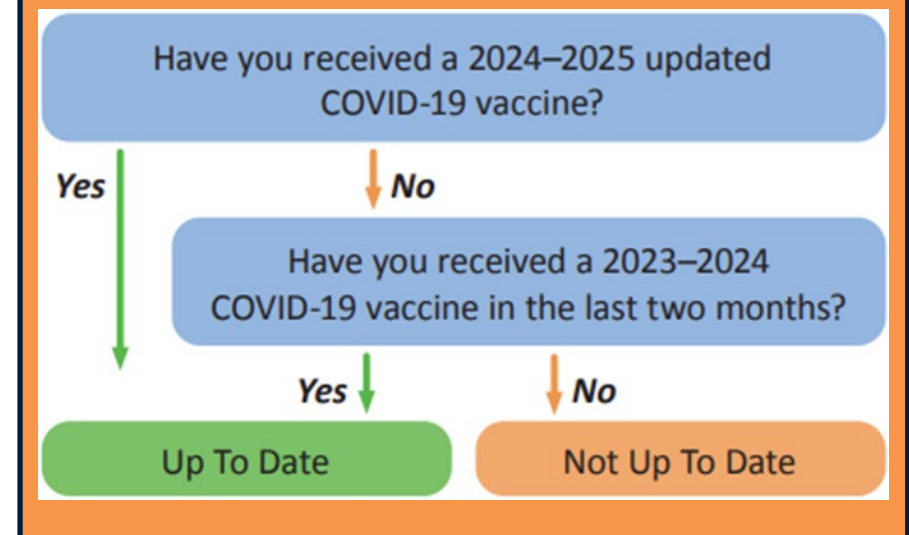 Have you received a 2024–2025 updated
COVID-19 vaccine?
Yes
No
Have you received a 2023–2024
COVID-19 vaccine in the last two months?
Yes
No
Up To Date
Not Up To Date